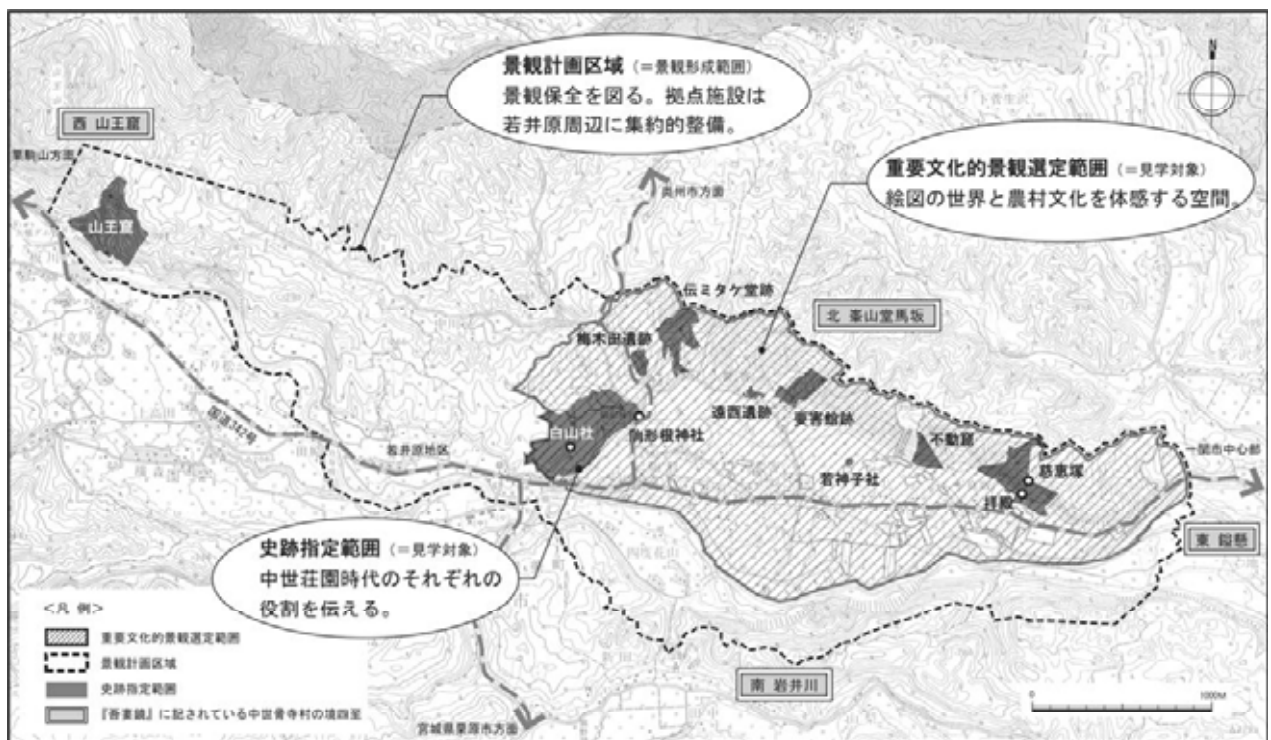 景観計画区域（＝景観形成範囲）
景観保全を図る。拠点施設は
若井原周辺に集約的整備。
N
西 山王窟
重要文化的景観選定範囲（＝見学対象）
絵図の世界と農村文化を体感する空間。
栗駒山方面
奥州市方面
山王窟
伝ミタケ堂跡
北 峯山堂馬坂
梅木田遺跡
遠西遺跡
要害館跡
白山社
駒形根神社
不動窟
国道342号
若井原地区
若神子社
慈恵塚
拝殿
一関市中心部
東 鎰懸
史跡指定範囲（＝見学対象）
中世荘園時代のそれぞれの
役割を伝える。
＜凡 例＞
重要文化的景観選定範囲
景観計画区域
史跡指定範囲
『吾妻鏡』に記されている中世骨寺村の境四至
南 岩井川
0 1000M
宮城県栗原市方面